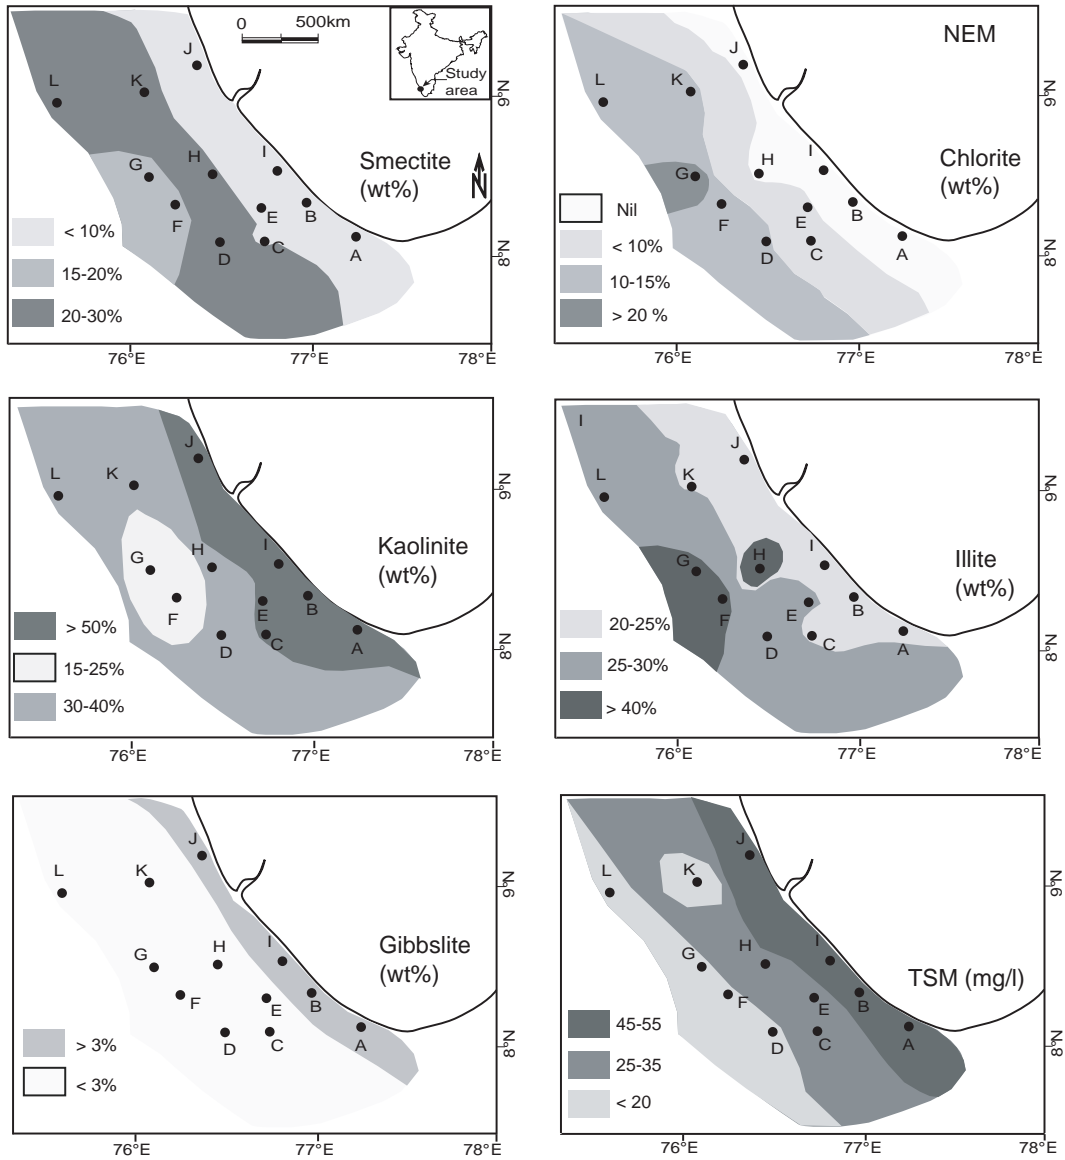 0 500km
Study
area
N
J
L
K
G
H
I
F
E
B
D
C
A
Smectite
(wt%)
< 10%
15-20%
20-30%
9°N
8°N
76°E
77°E
78°E
NEM
J
L
K
H
I
G
F
E
B
D
C
A
Chlorite
(wt%)
Nil
< 10%
10-15%
> 20 %
9°N
8°N
76°E
77°E
78°E
J
L
K
G
H
I
F
E
B
D
C
A
Kaolinite
(wt%)
> 50%
15-25%
30-40%
9°N
8°N
76°E
77°E
78°E
I
J
L
K
G
H
I
F
E
B
D
C
A
Illite
(wt%)
20-25%
25-30%
> 40%
9°N
8°N
76°E
77°E
78°E
J
L
K
G
H
I
F
E
B
D
C
A
Gibbslite
(wt%)
> 3%
< 3%
9°N
8°N
76°E
77°E
78°E
J
L
K
G
H
I
F
E
B
D
C
A
TSM (mg/l)
45-55
25-35
< 20
9°N
8°N
76°E
77°E
78°E